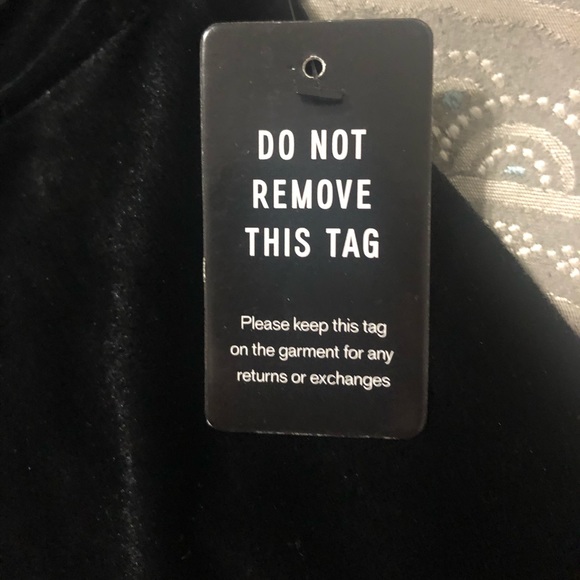 DO NOT
REMOVE
THIS TAG
Please keep this tag
on the garment for any
returns or exchanges